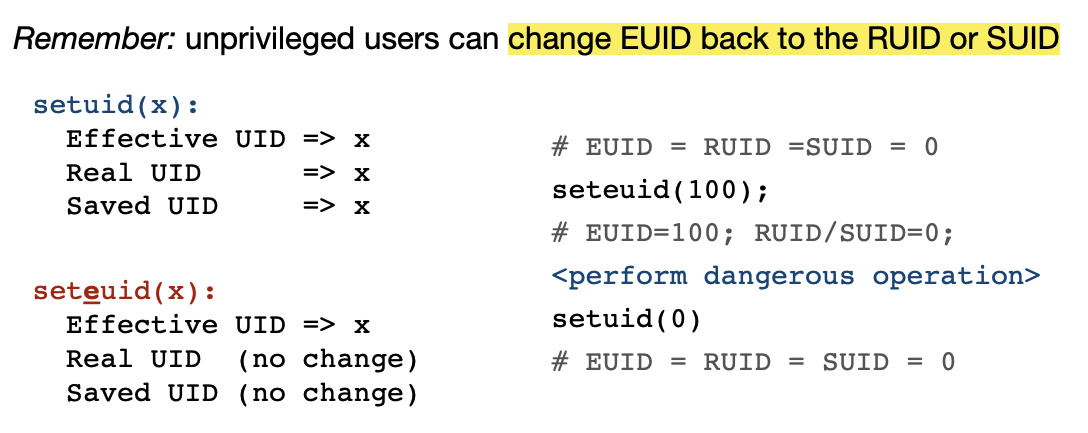 Remember: unprivileged users can change EUID back to the RUID or SUID
setuid(x):
Effective UID => x
Real UID => x
Saved UID => x
seteuid(x):
Effective UID => x
Real UID (no change)
Saved UID (no change)
# EUID = RUID =SUID = 0
seteuid(100);
# EUID=100; RUID/SUID=0;
<perform dangerous operation>
setuid(0)
# EUID = RUID = SUID = 0